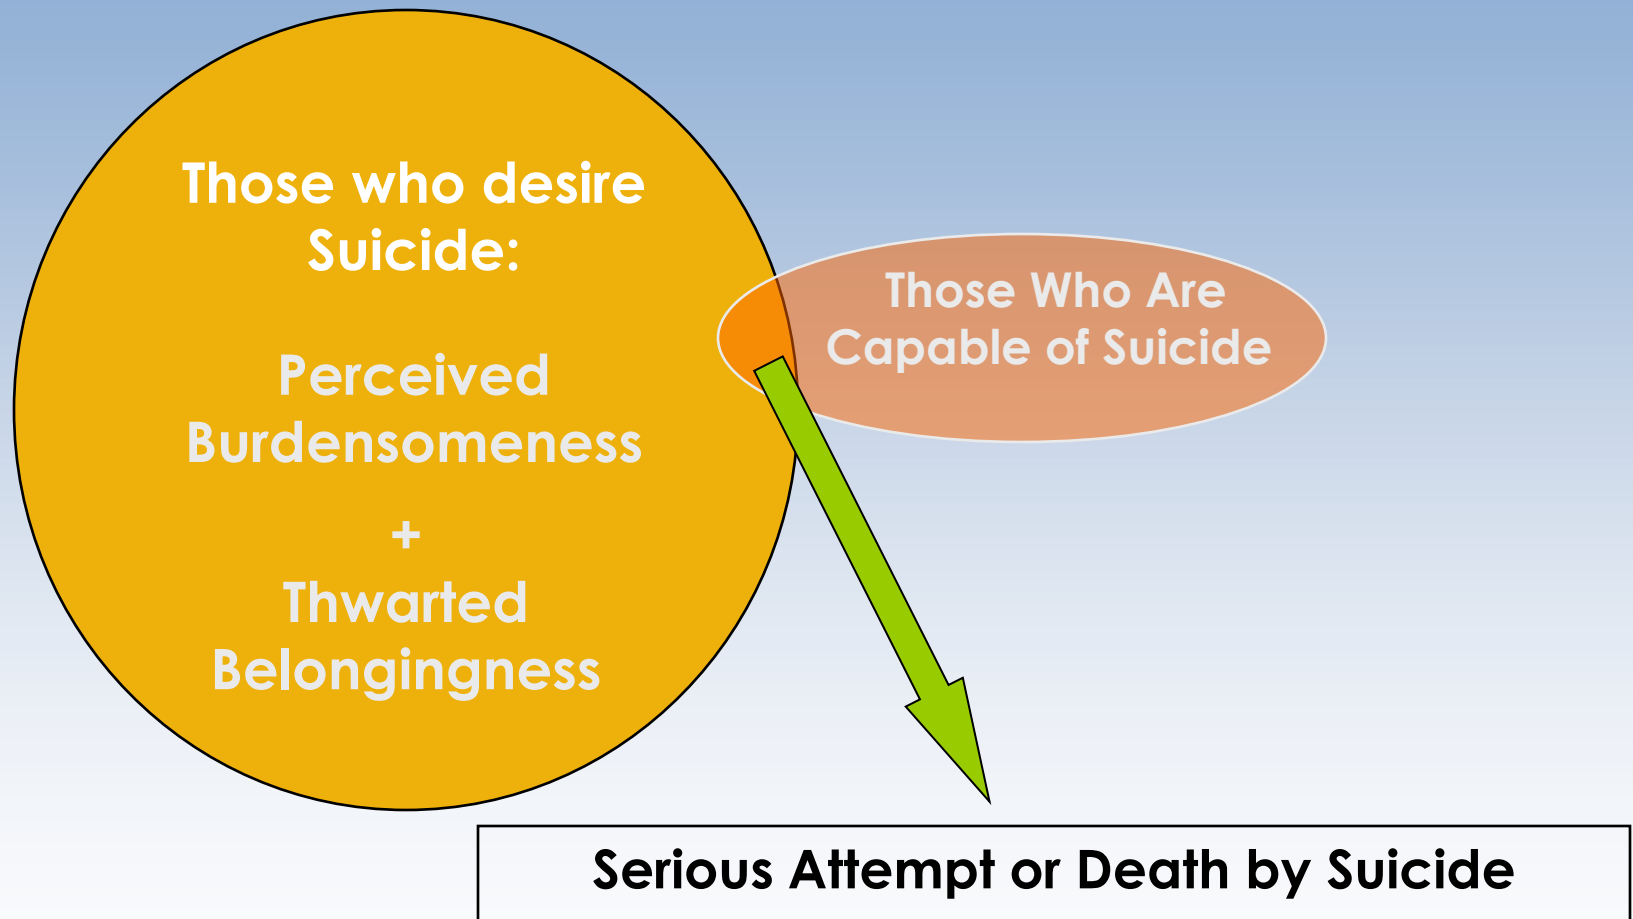 Those who desire
Suicide:
Perceived
Burdensomeness
+
Thwarted
Belongingness
Those Who Are
Capable of Suicide
Serious Attempt or Death by Suicide